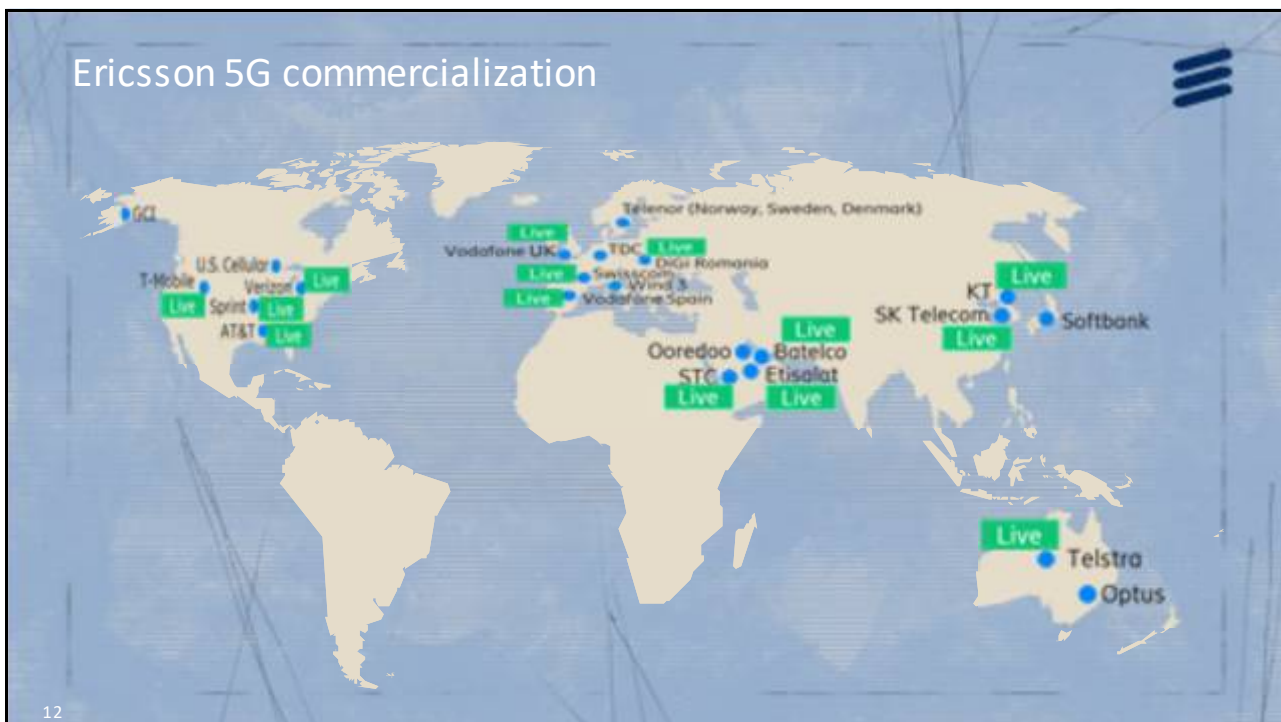 Ericsson 5G commercialization
GCI
Telenor (Norway, Sweden, Denmark)
Live
Vodafone UK
TDC
Live
DiGi Romania
U.S. Cellular
Live
Swisscom
T-Mobile
Verizon
Live
Wind 3
Live
Vodafone Spain
Live
Sprint
Live
AT&T
Live
Live
KT
SK Telecom
Softbank
Live
Live
Ooredoo
Batelco
STC
Etisalat
Live
Live
Live
Telstra
Optus
12